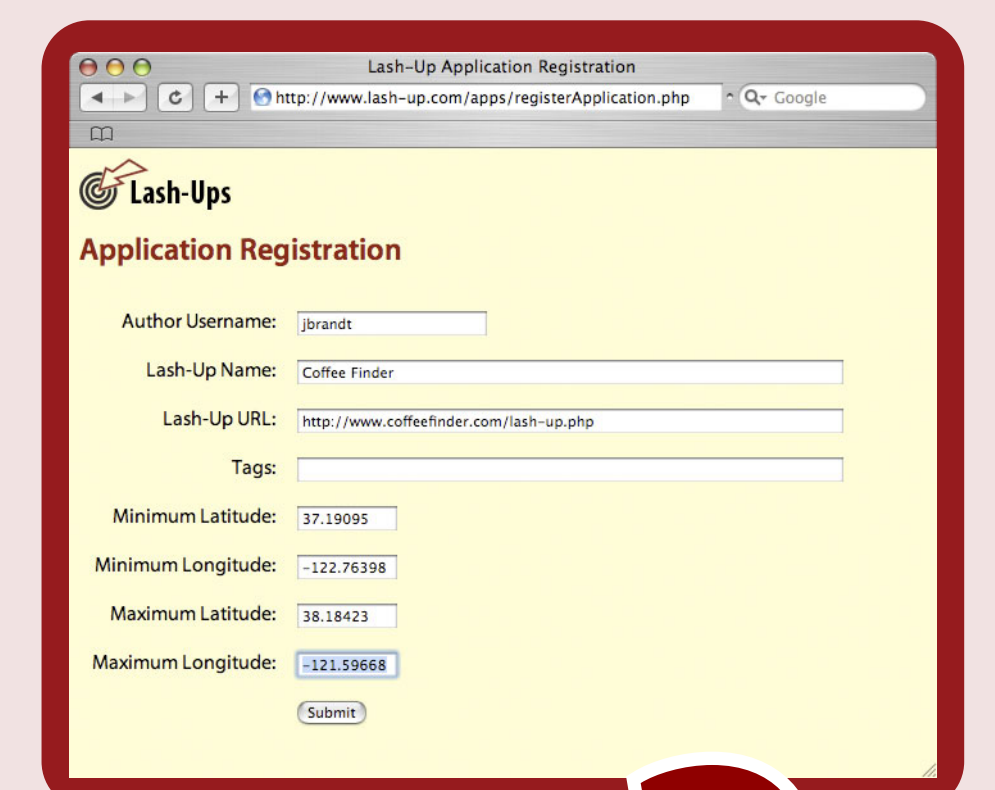 Lash-Up Application Registration
http://www.lash-up.com/apps/registerApplication.php
Google
Lash-Ups
Application Registration
Author Username: jbrandt
Lash-Up Name: Coffee Finder
Lash-Up URL: http://www.coffeefinder.com/lash-up.php
Tags:
Minimum Latitude: 37.19095
Minimum Longitude: -122.76398
Maximum Latitude: 38.18423
Maximum Longitude: -121.59668
Submit